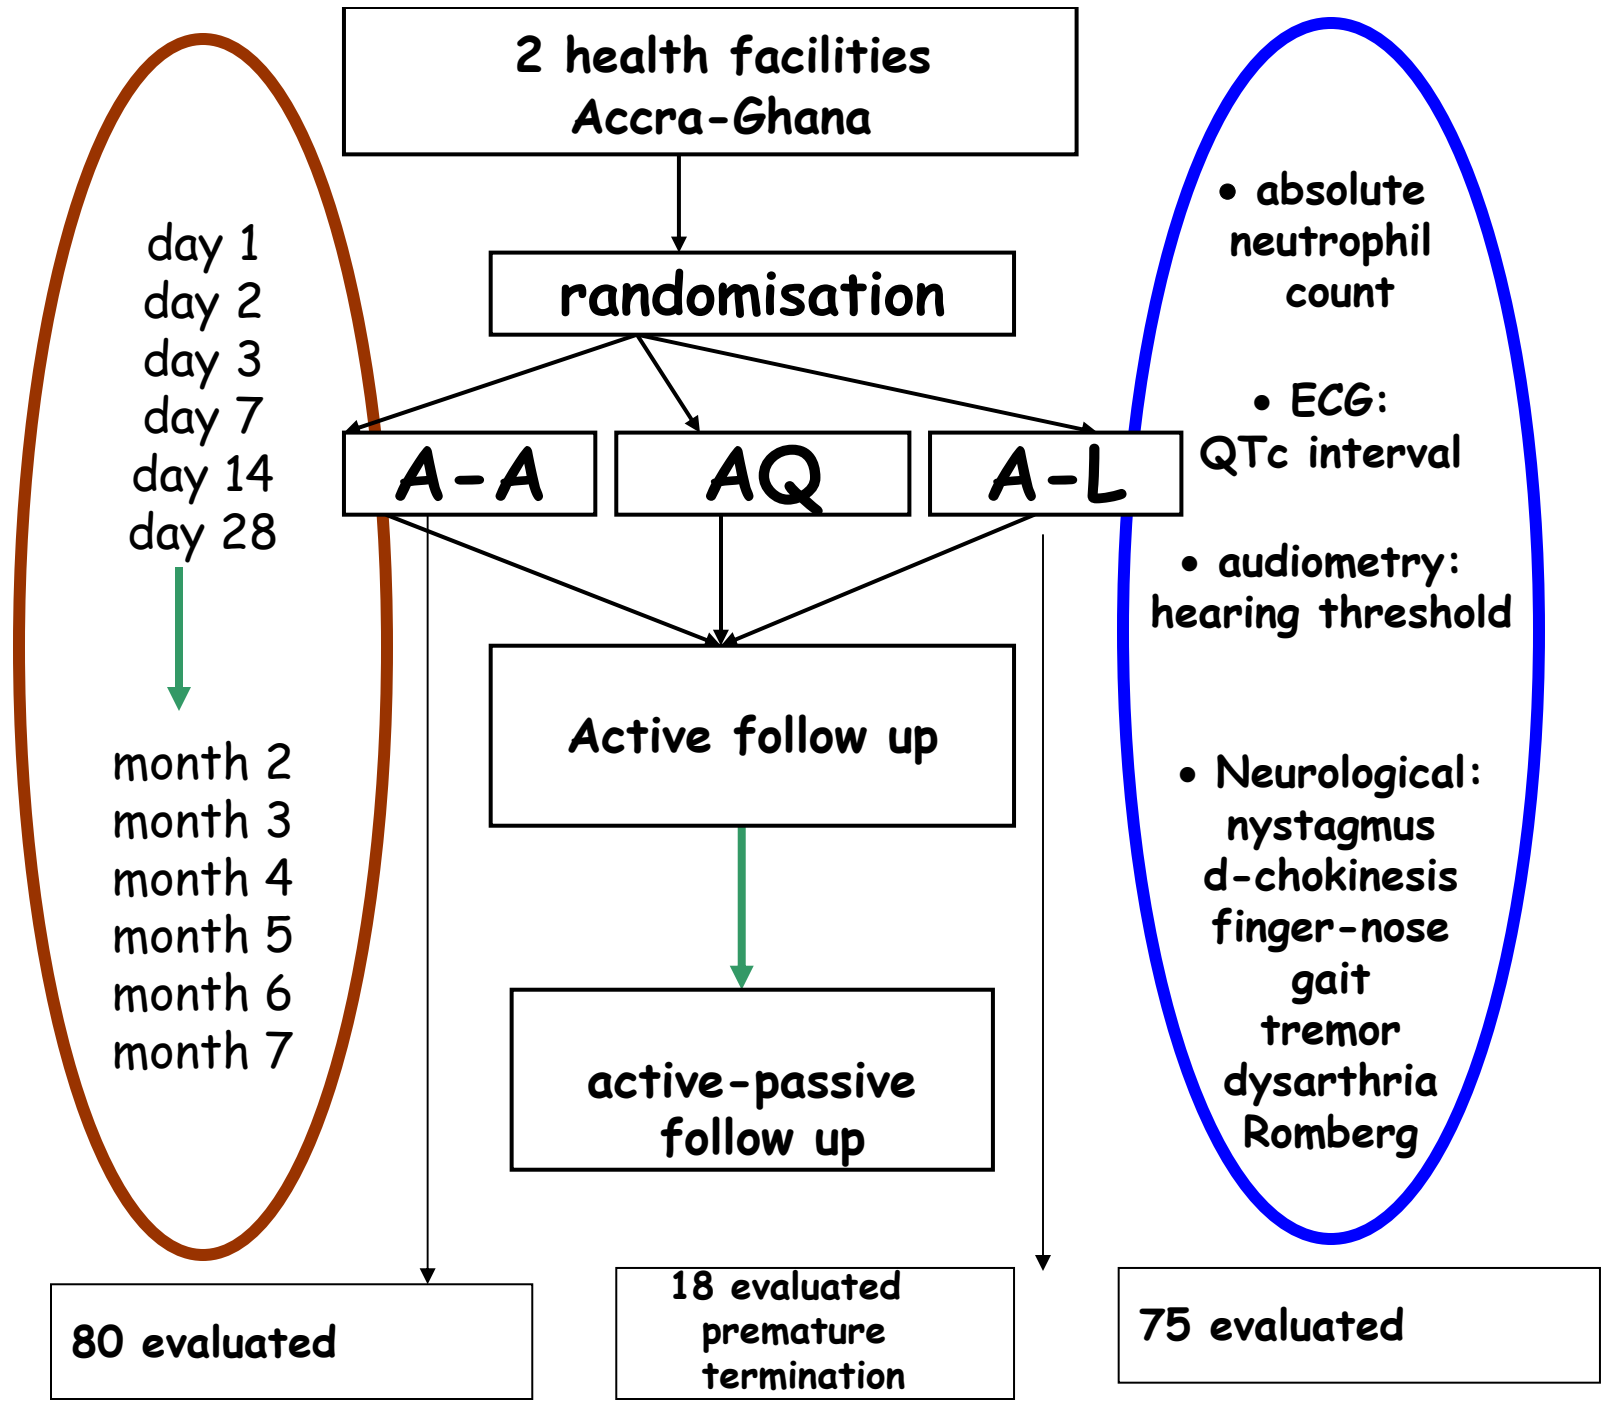 2 health facilities
Accra-Ghana
randomisation
A-A
AQ
A-L
Active follow up
active-passive
follow up
day 1
day 2
day 3
day 7
day 14
day 28
month 2
month 3
month 4
month 5
month 6
month 7
• absolute
neutrophil
count
• ECG:
QTc interval
• audiometry:
hearing threshold
• Neurological:
nystagmus
d-chokinesis
finger-nose
gait
tremor
dysarthria
Romberg
80 evaluated
18 evaluated
premature
termination
75 evaluated